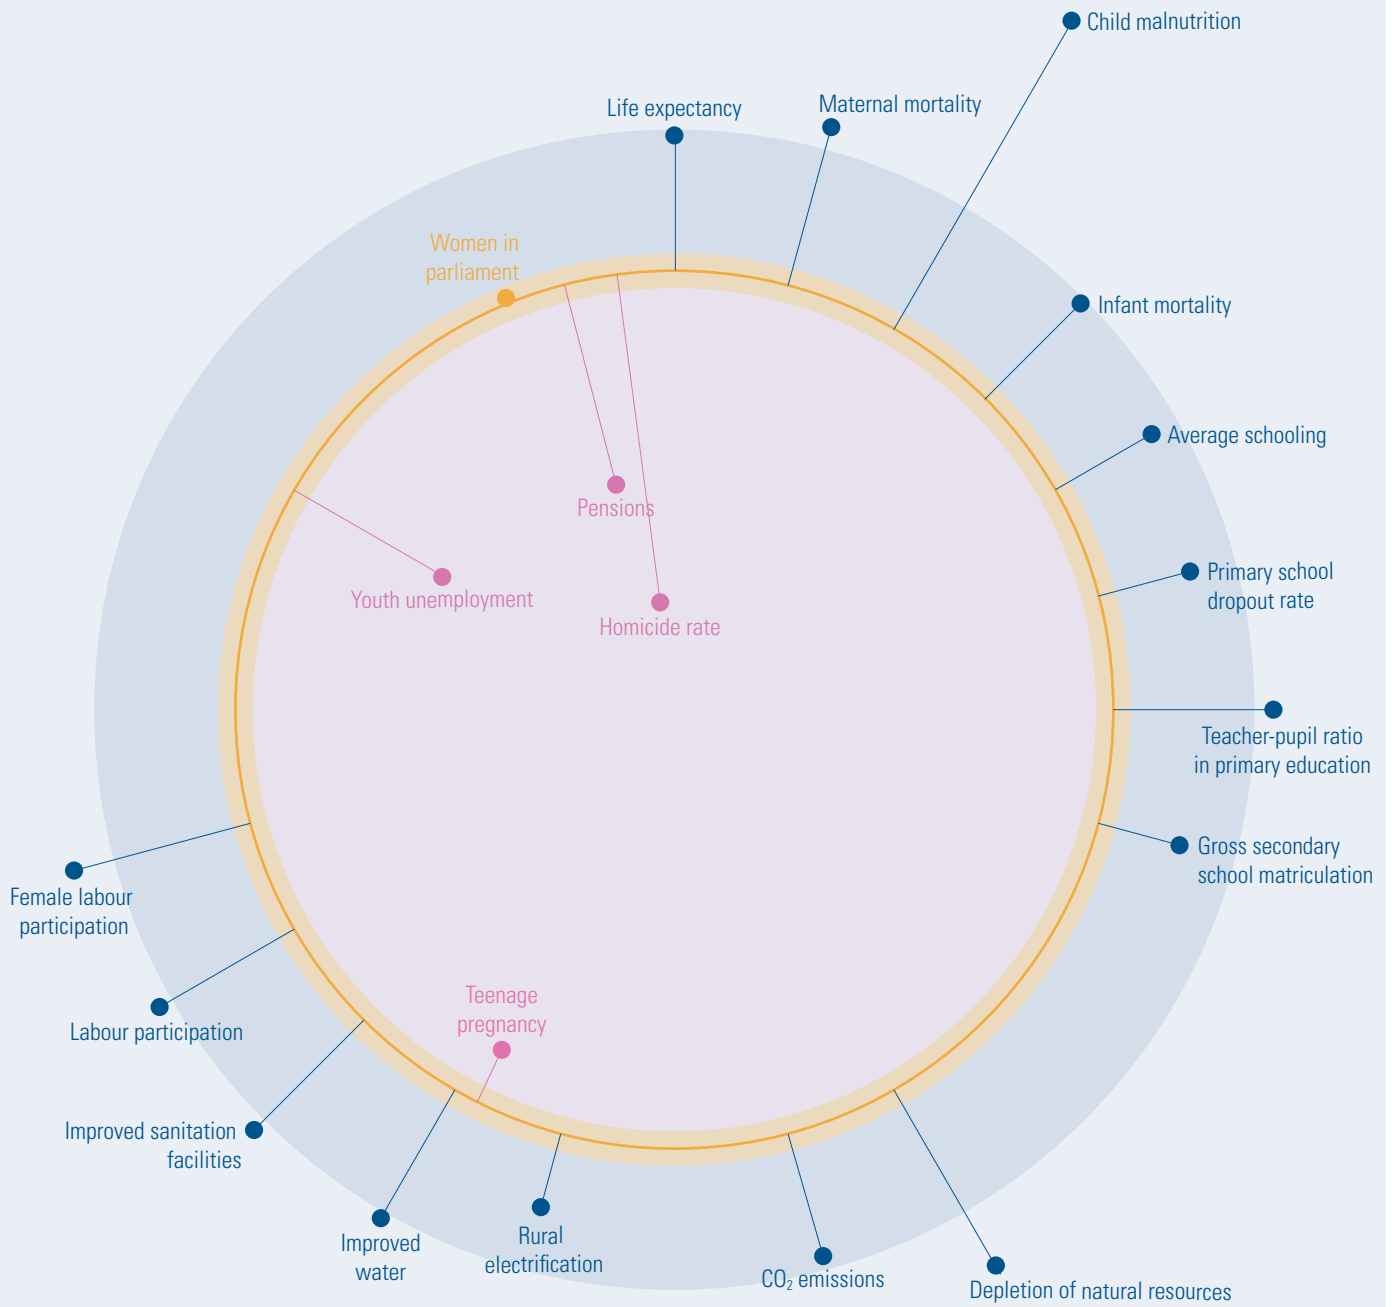 Child malnutrition
Life expectancy
Maternal mortality
Women in
parliament
Infant mortality
Average schooling
Pensions
Primary school
dropout rate
Youth unemployment
Homicide rate
Teacher-pupil ratio
in primary education
Gross secondary
school matriculation
Female labour
participation
Teenage
pregnancy
Labour participation
Improved sanitation
facilities
Improved
water
Rural
electrification
CO₂ emissions
Depletion of natural resources